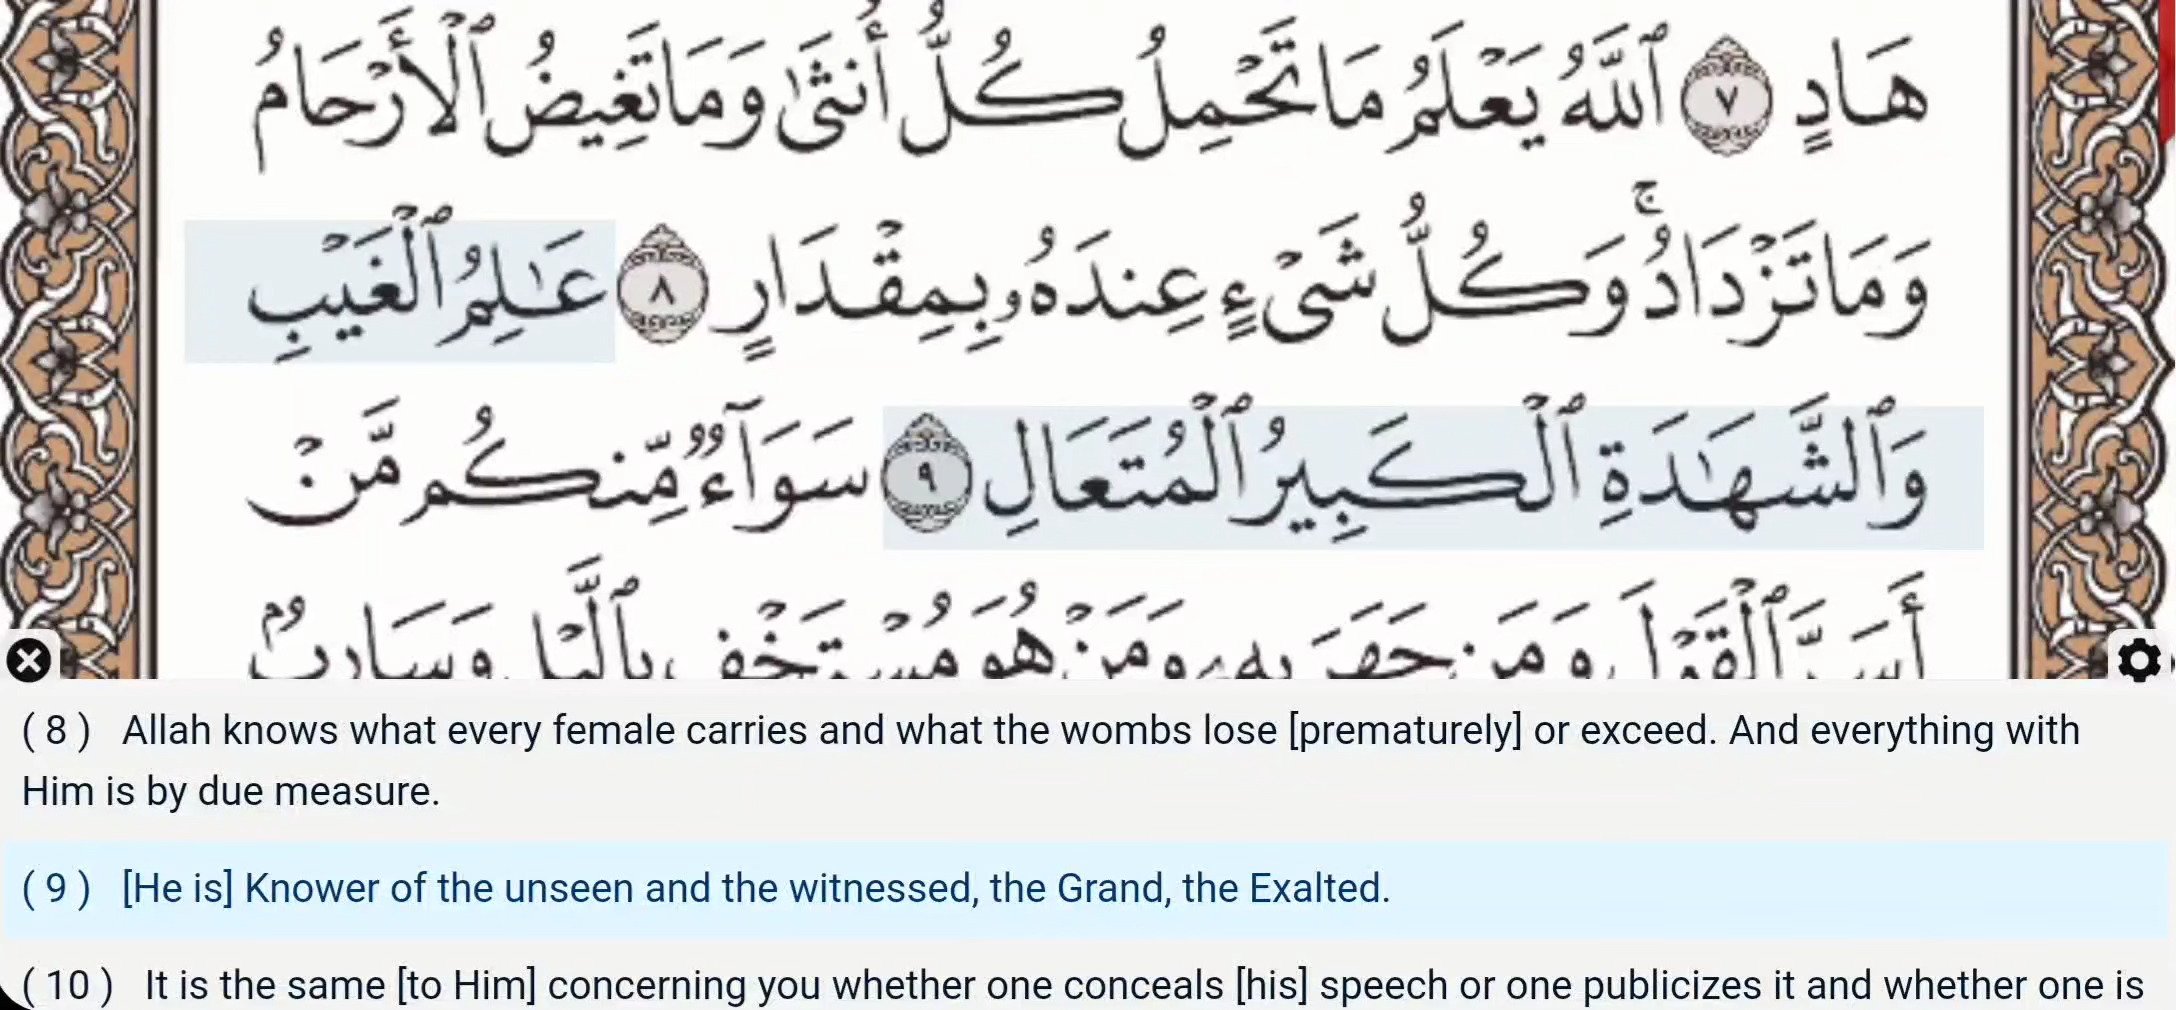 هَادٍ ٧ ٱللَّهُ يَعْلَمُ مَا تَحْمِلُ كُلُّ أُنثَىٰ وَمَا تَغِيضُ ٱلْأَرْحَامُ
وَمَا تَزْدَادُ ۚ وَكُلُّ شَىْءٍ عِندَهُۥ بِمِقْدَارٍ ٨ عَـٰلِمُ ٱلْغَيْبِ
وَٱلشَّهَـٰدَةِ ٱلْكَبِيرُ ٱلْمُتَعَالِ ٩ سَوَآءٌ مِّنكُم مَّنْ
أَسَرَّ ٱلْقَوْلَ وَمَن جَهَرَ بِهِۦ وَمَنْ هُوَ مُسْتَخْفٍ بِٱلَّيْلِ وَسَارِبٌۢ
( 8 ) Allah knows what every female carries and what the wombs lose [prematurely] or exceed. And everything with
Him is by due measure.
( 9 ) [He is] Knower of the unseen and the witnessed, the Grand, the Exalted.
( 10 ) It is the same [to Him] concerning you whether one conceals [his] speech or one publicizes it and whether one is